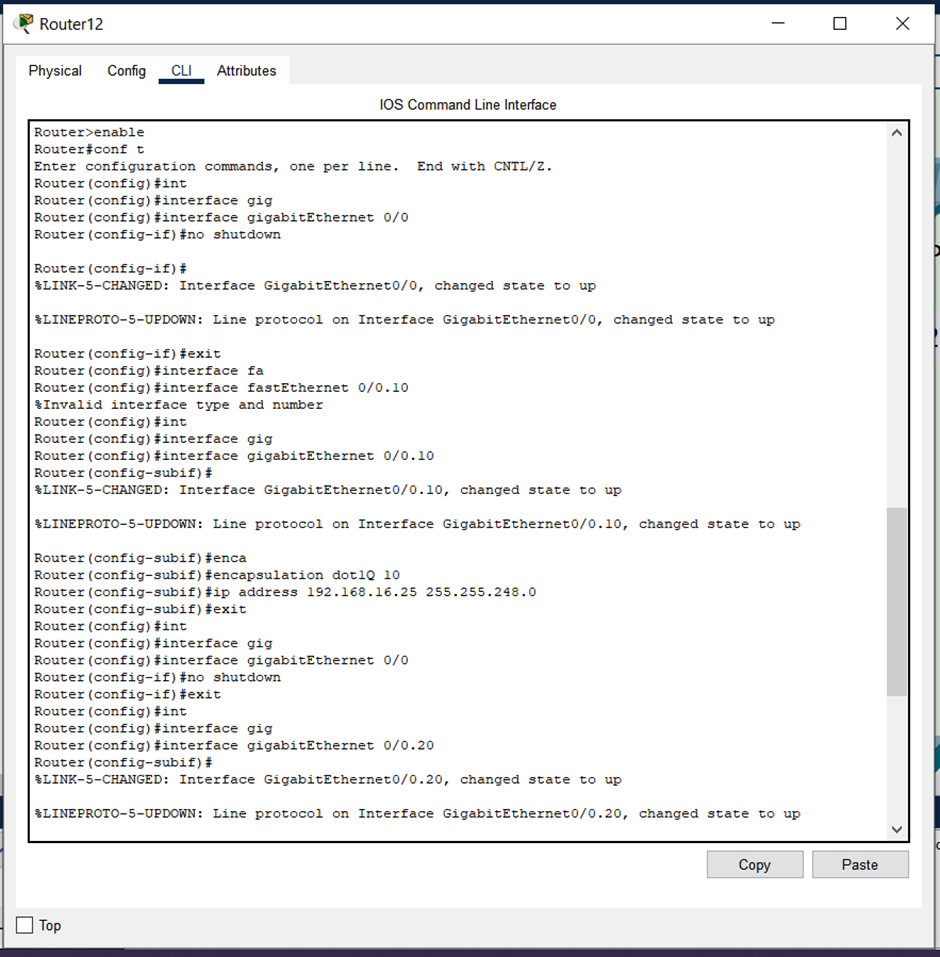 Router12
Physical Config CLI Attributes
IOS Command Line Interface
Router>enable
Router#conf t
Enter configuration commands, one per line.  End with CNTL/Z.
Router(config)#int
Router(config)#interface gig
Router(config)#interface gigabitEthernet 0/0
Router(config-if)#no shutdown
Router(config-if)#
%LINK-5-CHANGED: Interface GigabitEthernet0/0, changed state to up
%LINEPROTO-5-UPDOWN: Line protocol on Interface GigabitEthernet0/0, changed state to up
Router(config-if)#exit
Router(config)#interface fa
Router(config)#interface fastEthernet 0/0.10
%Invalid interface type and number
Router(config)#int
Router(config)#interface gig
Router(config)#interface gigabitEthernet 0/0.10
Router(config-subif)#
%LINK-5-CHANGED: Interface GigabitEthernet0/0.10, changed state to up
%LINEPROTO-5-UPDOWN: Line protocol on Interface GigabitEthernet0/0.10, changed state to up
Router(config-subif)#enca
Router(config-subif)#encapsulation dot1Q 10
Router(config-subif)#ip address 192.168.16.25 255.255.248.0
Router(config-subif)#exit
Router(config)#int
Router(config)#interface gig
Router(config)#interface gigabitEthernet 0/0
Router(config-if)#no shutdown
Router(config-if)#exit
Router(config)#int
Router(config)#interface gig
Router(config)#interface gigabitEthernet 0/0.20
Router(config-subif)#
%LINK-5-CHANGED: Interface GigabitEthernet0/0.20, changed state to up
%LINEPROTO-5-UPDOWN: Line protocol on Interface GigabitEthernet0/0.20, changed state to up
Copy Paste
Top